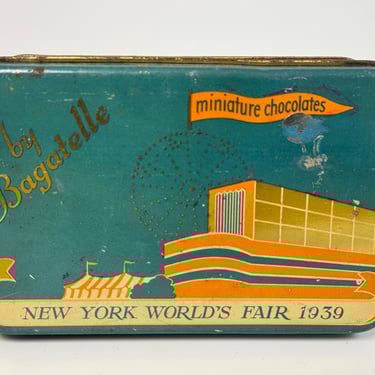 by
Bagatelle
miniature chocolates
NEW YORK WORLD'S FAIR 1939